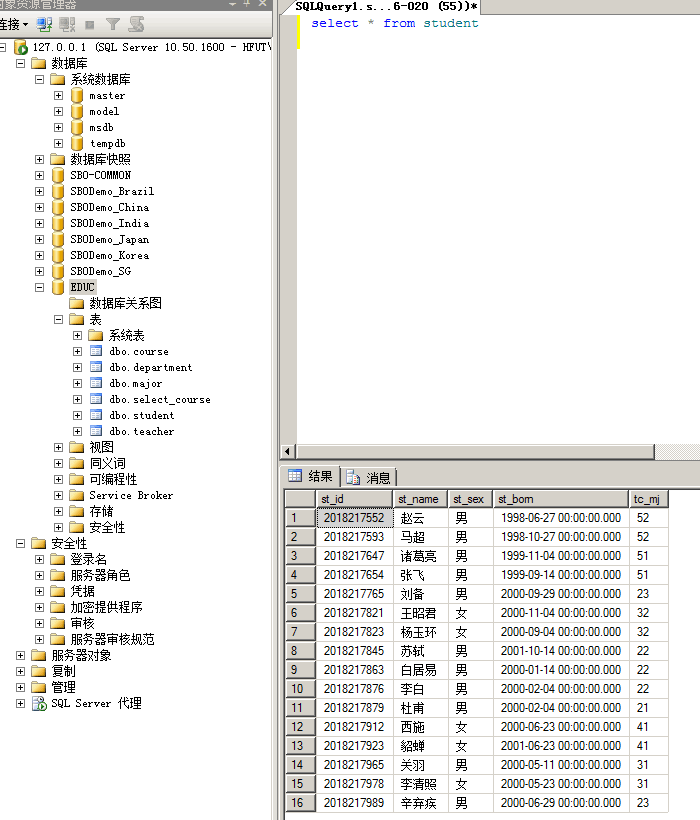 对象资源管理器
连接
127.0.0.1 (SQL Server 10.50.1600 - HFUT\
数据库
系统数据库
master
model
msdb
tempdb
数据库快照
SBO-COMMON
SBODemo_Brazil
SBODemo_China
SBODemo_India
SBODemo_Japan
SBODemo_Korea
SBODemo_SG
EDUC
数据库关系图
表
系统表
dbo.course
dbo.department
dbo.major
dbo.select_course
dbo.student
dbo.teacher
视图
同义词
可编程性
Service Broker
存储
安全性
安全性
登录名
服务器角色
凭据
加密提供程序
审核
服务器审核规范
服务器对象
复制
管理
SQL Server 代理
SQLQuery1.s...6-020 (55))*
select * from student
结果 消息
st_id st_name st_sex st_born tc_mj
1 2018217552 赵云 男 1998-06-27 00:00:00.000 52
2 2018217593 马超 男 1998-10-27 00:00:00.000 52
3 2018217647 诸葛亮 男 1999-11-04 00:00:00.000 51
4 2018217654 张飞 男 1999-09-14 00:00:00.000 51
5 2018217765 刘备 男 2000-09-29 00:00:00.000 23
6 2018217821 王昭君 女 2000-11-04 00:00:00.000 32
7 2018217823 杨玉环 女 2000-09-04 00:00:00.000 32
8 2018217845 苏轼 男 2001-10-14 00:00:00.000 22
9 2018217863 白居易 男 2000-01-14 00:00:00.000 22
10 2018217876 李白 男 2000-02-04 00:00:00.000 22
11 2018217879 杜甫 男 2000-02-04 00:00:00.000 21
12 2018217912 西施 女 2000-06-23 00:00:00.000 41
13 2018217923 貂蝉 女 2001-06-23 00:00:00.000 41
14 2018217965 关羽 男 2000-05-11 00:00:00.000 31
15 2018217978 李清照 女 2000-05-23 00:00:00.000 31
16 2018217989 辛弃疾 男 2000-06-29 00:00:00.000 23